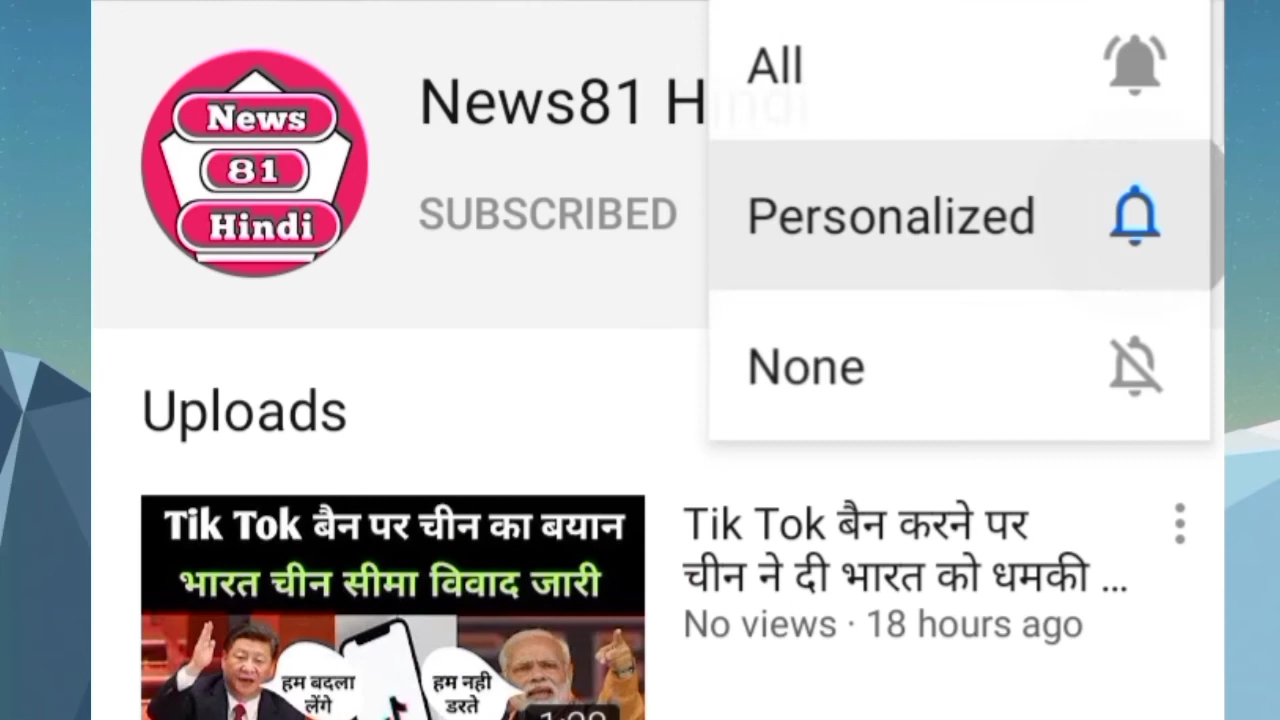 News
81
Hindi
News81 Hindi
SUBSCRIBED
All
Personalized
None
Uploads
Tik Tok बैन पर चीन का बयान
भारत चीन सीमा विवाद जारी
हम बदला
लेंगे
हम नही
डरते
Tik Tok बैन करने पर
चीन ने दी भारत को धमकी ...
No views · 18 hours ago